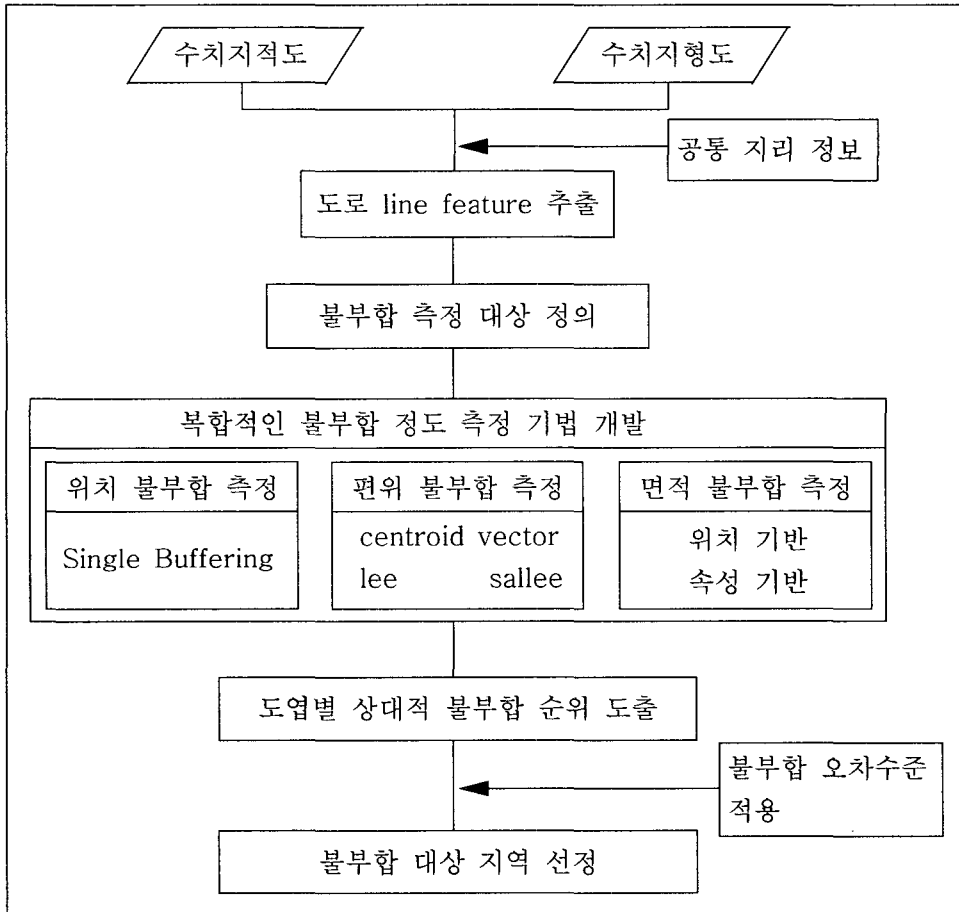 수치지적도
수치지형도
공통 지리 정보
도로 line feature 추출
불부합 측정 대상 정의
복합적인 불부합 정도 측정 기법 개발
위치 불부합 측정
Single Buffering
편위 불부합 측정
centroid vector
lee sallee
면적 불부합 측정
위치 기반
속성 기반
도엽별 상대적 불부합 순위 도출
불부합 오차수준
적용
불부합 대상 지역 선정